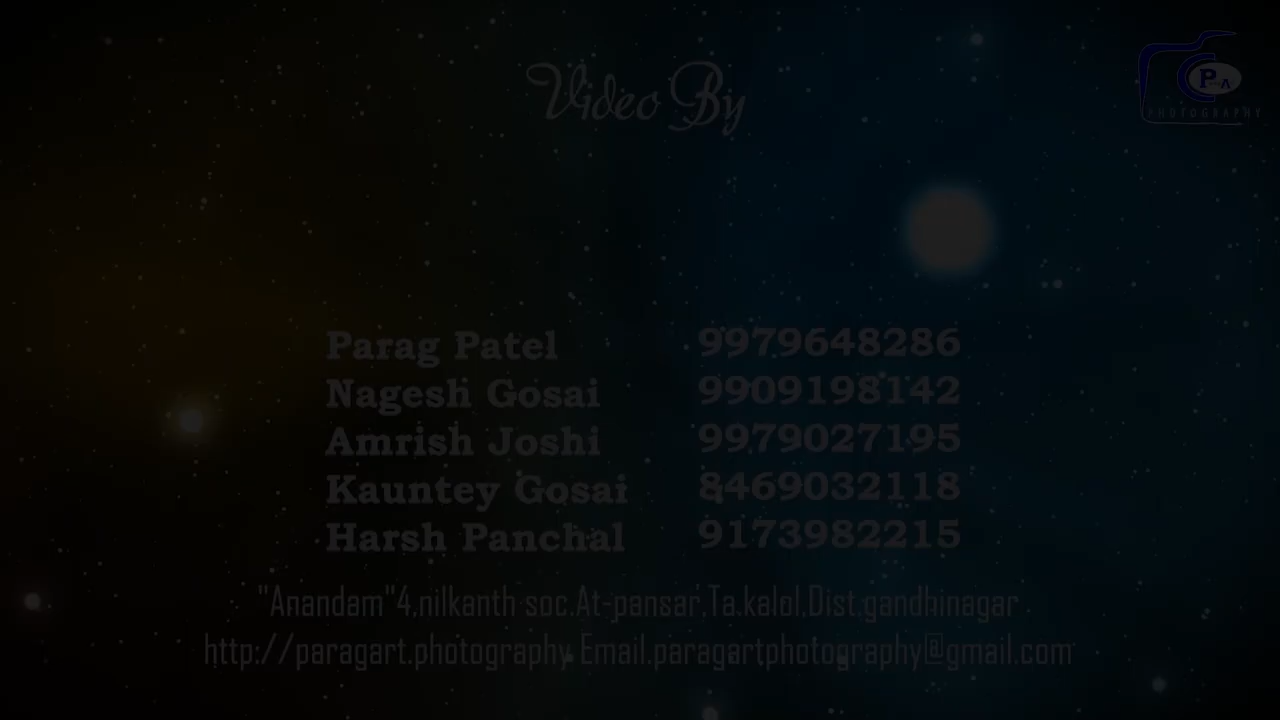 Video By
P
PHOTOGRAPHY
Parag Patel 9979648286
Nagesh Gosai 9909198142
Amrish Joshi 9979027195
Kauntey Gosai 8469032118
Harsh Panchal 9173982215
"Anandam"4,nilkanth soc.At-pansar,Ta.kalol,Dist.gandhinagar
http://paragart.photography Email.paragartphotography@gmail.com